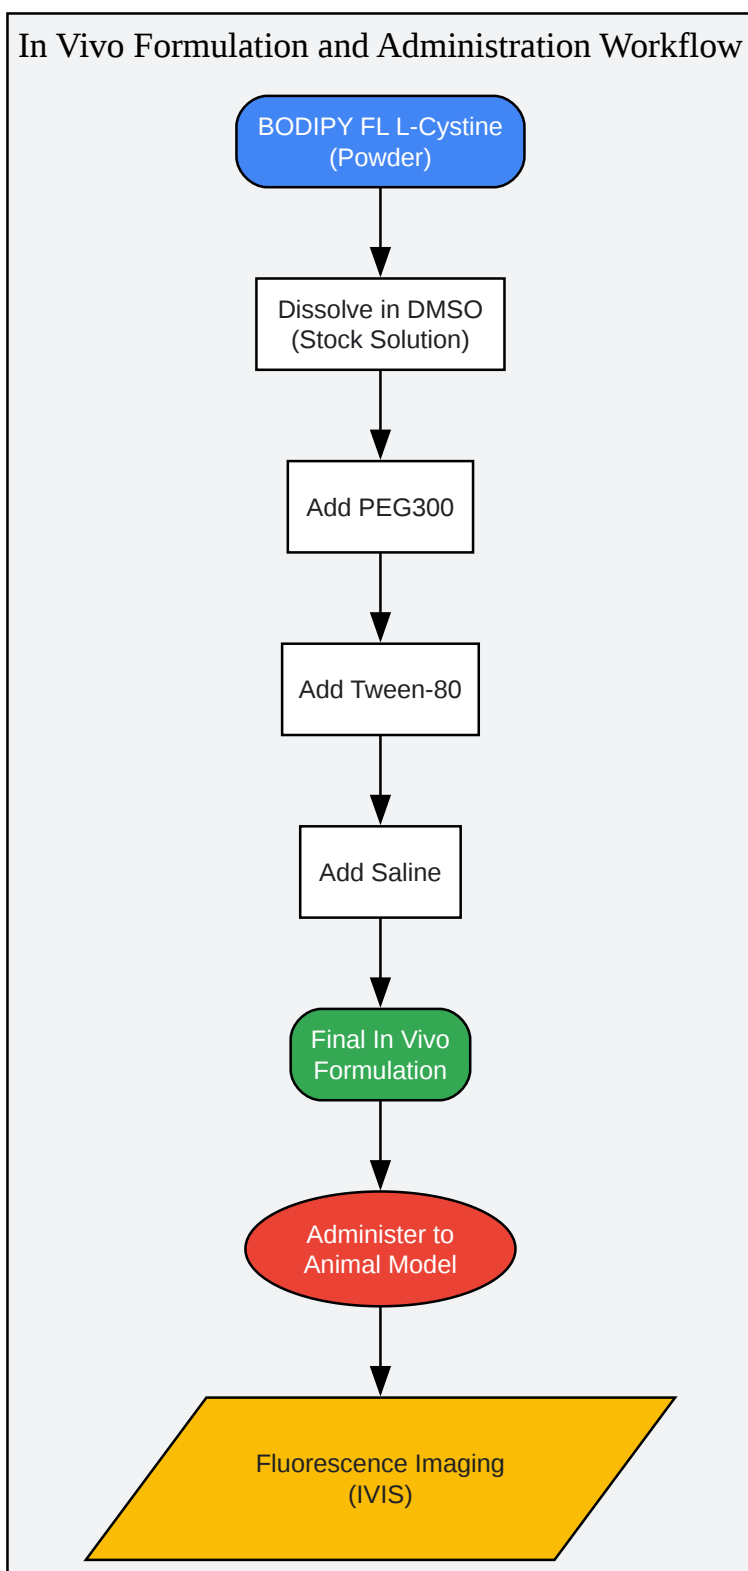 In Vivo Formulation and Administration Workflow
BODIPY FL L-Cystine
(Powder)
Dissolve in DMSO
(Stock Solution)
Add PEG300
Add Tween-80
Add Saline
Final In Vivo
Formulation
Administer to
Animal Model
Fluorescence Imaging
(IVIS)